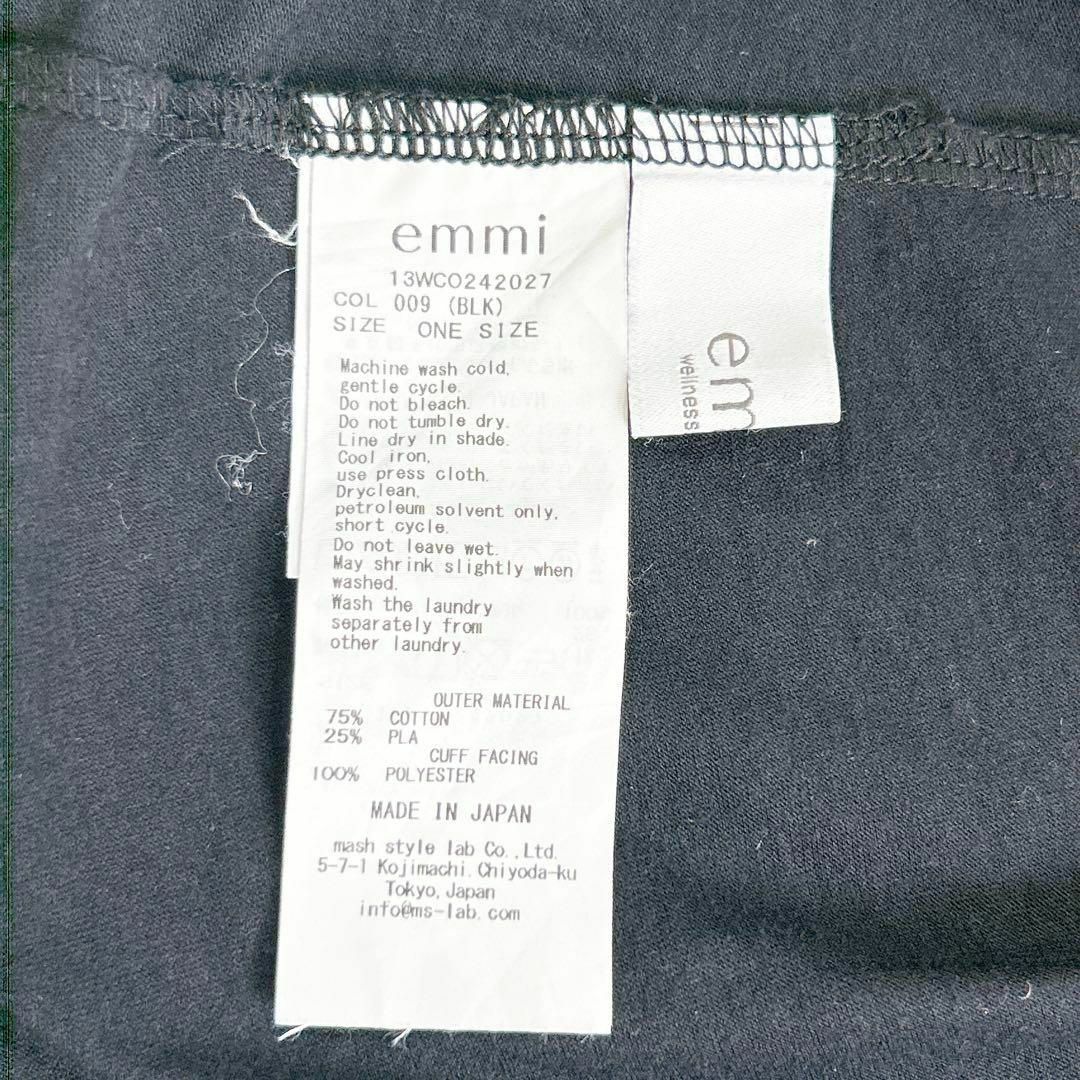 emmi
13WCO242027
COL 009 (BLK)
SIZE ONE SIZE
Machine wash cold,
gentle cycle.
Do not bleach.
Do not tumble dry.
Line dry in shade.
Cool iron,
use press cloth.
Dryclean,
petroleum solvent only,
short cycle.
Do not leave wet.
May shrink slightly when
washed.
Wash the laundry
separately from
other laundry.
OUTER MATERIAL
75% COTTON
25% PLA
CUFF FACING
100% POLYESTER
MADE IN JAPAN
mash style lab Co.,Ltd.
5-7-1 Kojimachi.Chiyoda-ku
Tokyo,Japan
info@ms-lab.com
em
wellness